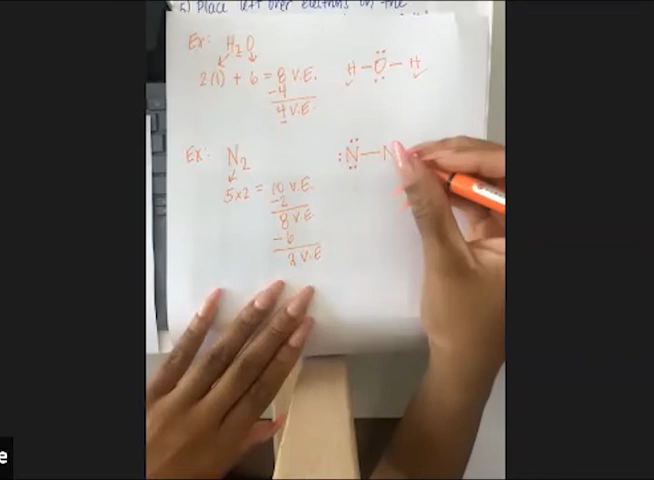 5) Place left over electrons on the
Ex: H2O
2(1) + 6 = 8 V.E.
-4
4 V.E
H-O-H
Ex: N2
N-N
5x2 = 10 V.E.
-2
8 V.E.
-6
2 V.E
e